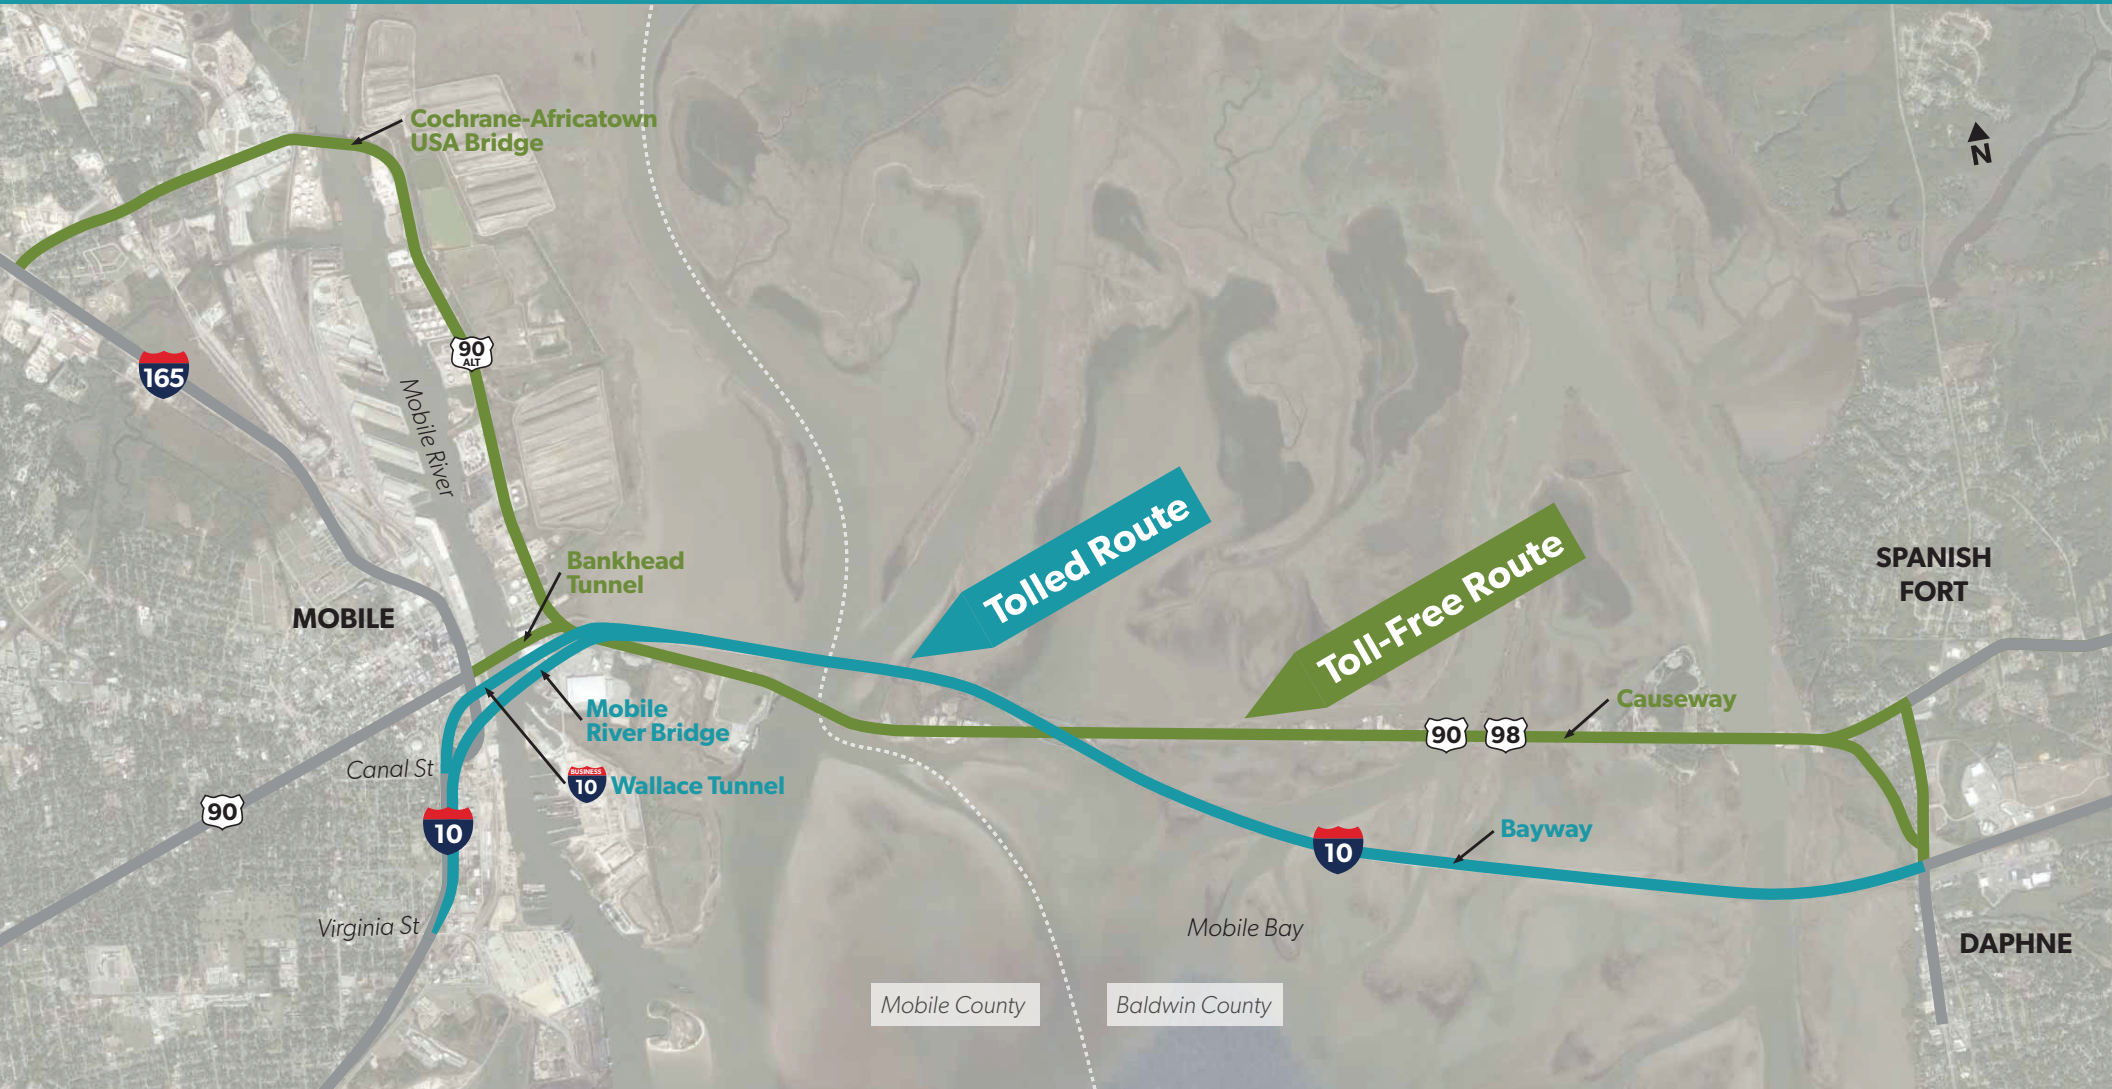 Cochrane-Africatown
USA Bridge
N
165
90
ALT
Mobile River
Tolled Route
Toll-Free Route
SPANISH
FORT
Bankhead
Tunnel
MOBILE
Mobile
River Bridge
Causeway
90
98
Canal St
BUSINESS
10
Wallace Tunnel
90
10
10
Bayway
Virginia St
Mobile Bay
DAPHNE
Mobile County
Baldwin County